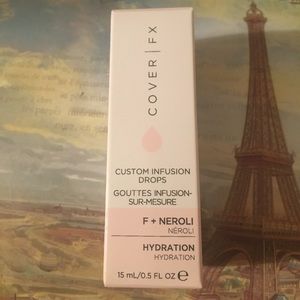 COVER | FX
CUSTOM INFUSION
DROPS
GOUTTES INFUSION-
SUR-MESURE
F + NEROLI
NÉROLI
HYDRATION
HYDRATION
15 mL/0.5 FL OZ ℮